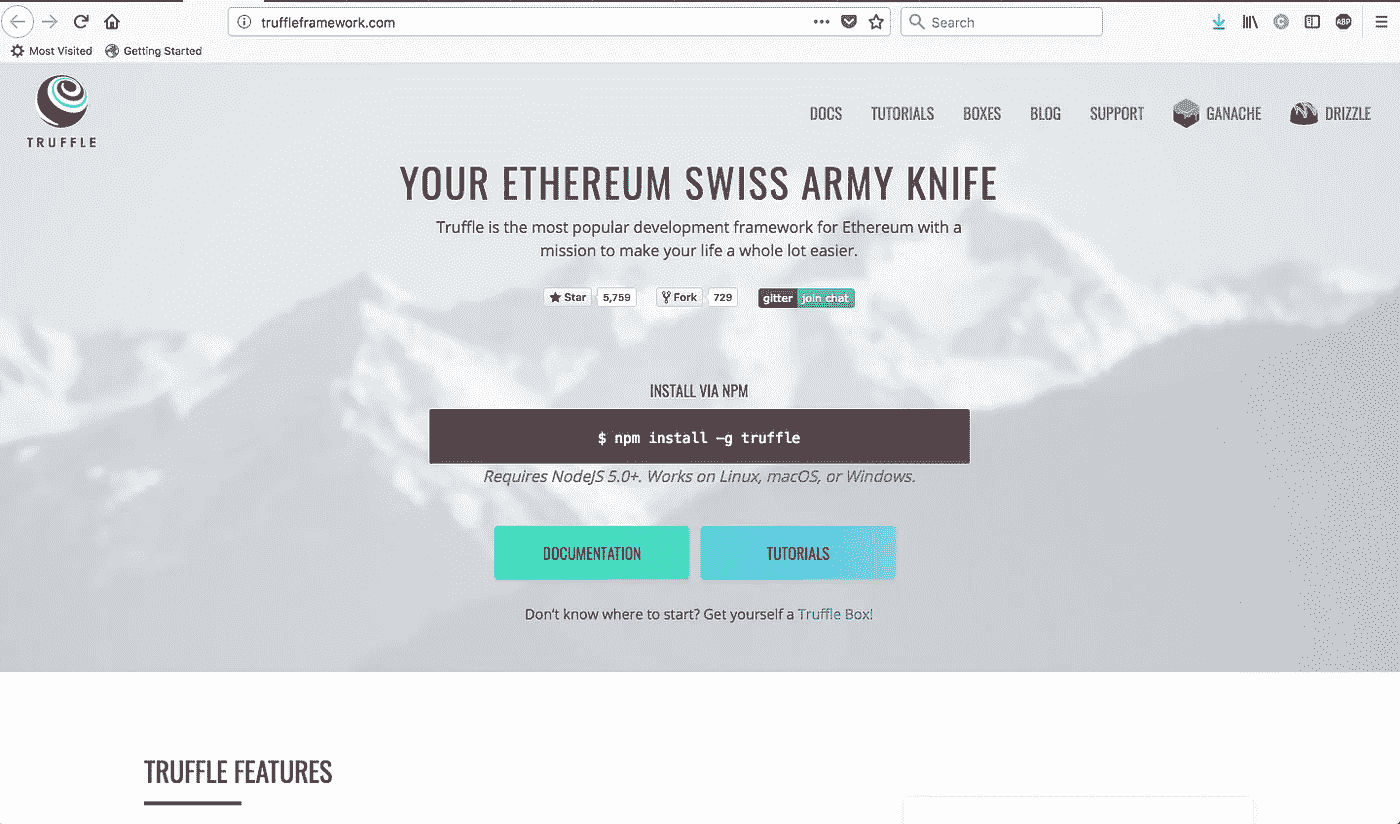 truffleframework.com
Search
ABP
Most Visited
Getting Started
TRUFFLE
DOCS
TUTORIALS
BOXES
BLOG
SUPPORT
GANACHE
DRIZZLE
YOUR ETHEREUM SWISS ARMY KNIFE
Truffle is the most popular development framework for Ethereum with a
mission to make your life a whole lot easier.
Star 5,759 Fork 729 gitter join chat
INSTALL VIA NPM
$ npm install –g truffle
Requires NodeJS 5.0+. Works on Linux, macOS, or Windows.
DOCUMENTATION
TUTORIALS
Don't know where to start? Get yourself a Truffle Box!
TRUFFLE FEATURES